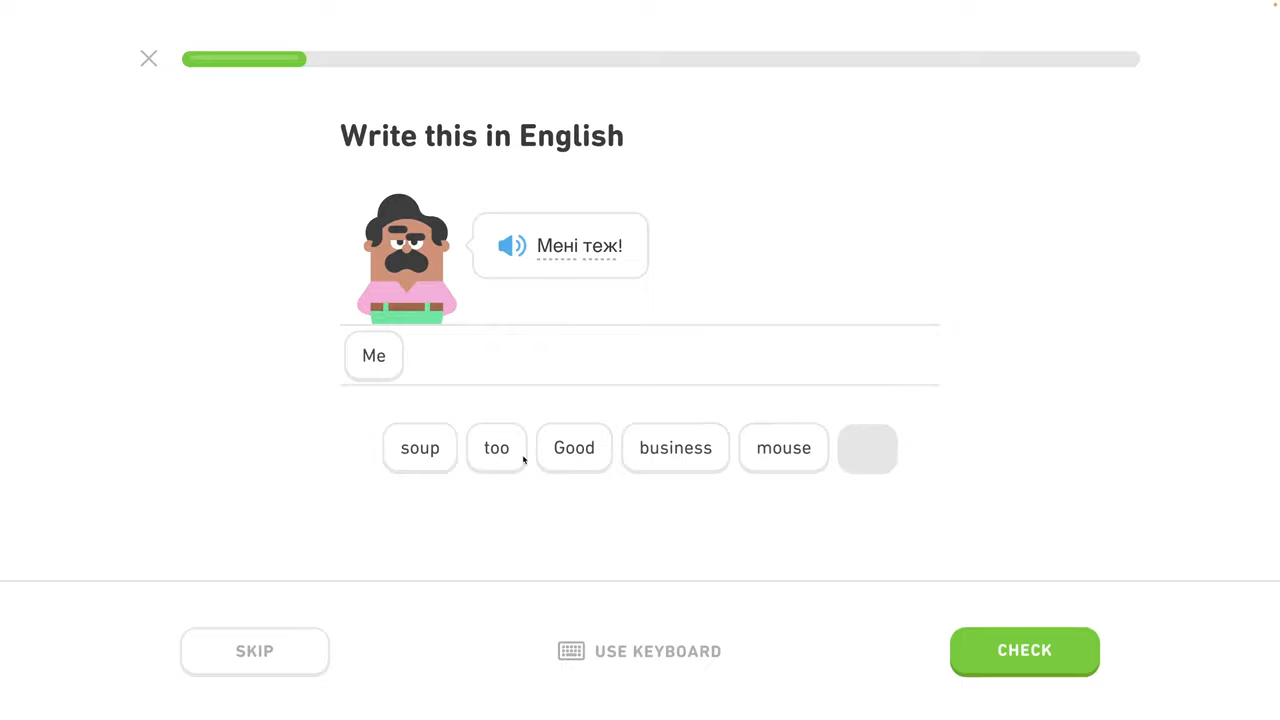 Write this in English
Мені теж!
Me
soup too Good business mouse
SKIP USE KEYBOARD CHECK